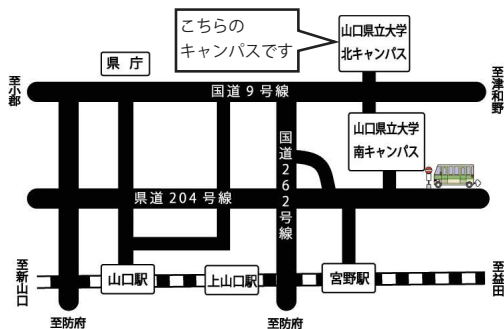 こちらの
キャンパスです
山口県立大学
北キャンパス
県 庁
至小郡
国道9号線
至津和野
山口県立大学
南キャンパス
国道262号線
県道204号線
至新山口
山口駅
上山口駅
宮野駅
至益田
至防府
至防府